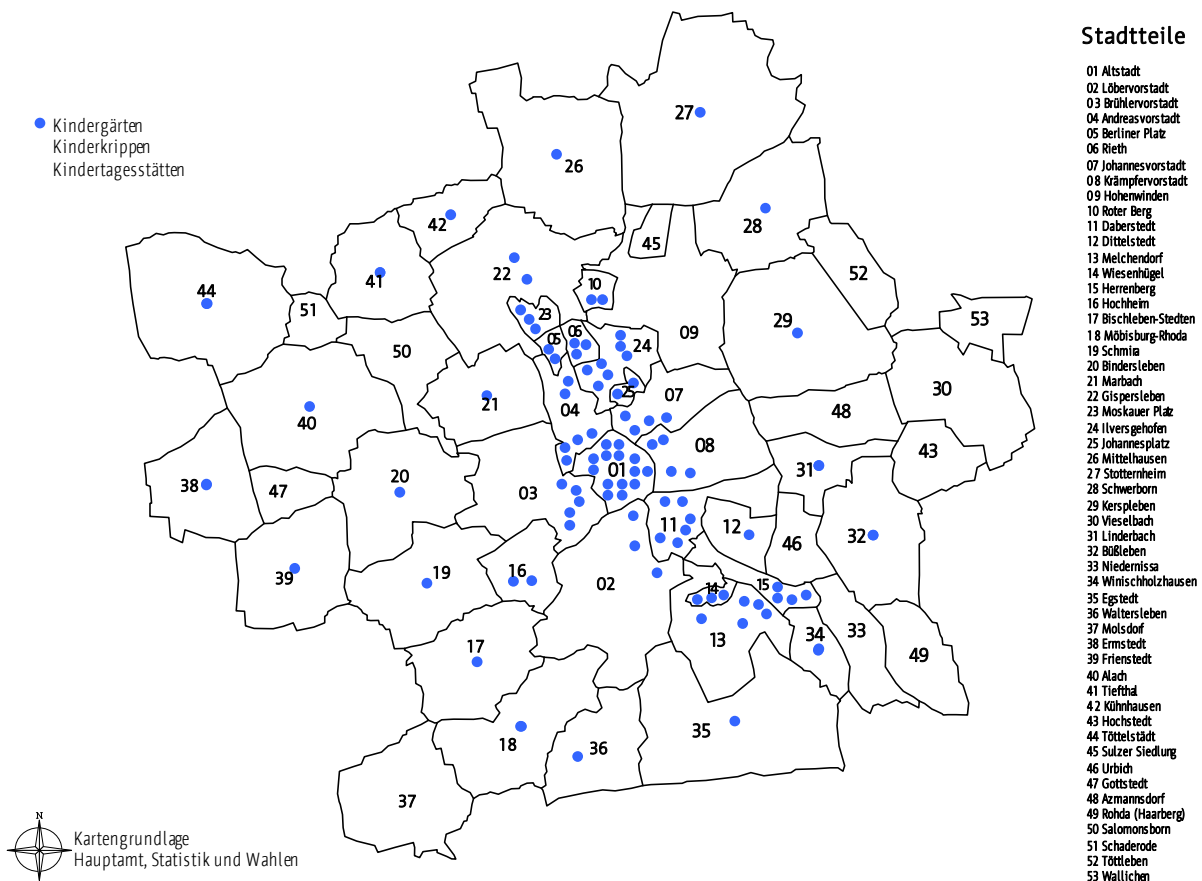 Stadtteile
01 Altstadt
02 Löbervorstadt
03 Brühlervorstadt
04 Andreasvorstadt
05 Berliner Platz
06 Rieth
07 Johannesvorstadt
08 Krämpfervorstadt
09 Hohenwinden
10 Roter Berg
11 Daberstedt
12 Dittelstedt
13 Melchendorf
14 Wiesenhügel
15 Herrenberg
16 Hochheim
17 Bischleben-Stedten
18 Möbisburg-Rhoda
19 Schmira
20 Bindersleben
21 Marbach
22 Gispersleben
23 Moskauer Platz
24 Ilversgehofen
25 Johannesplatz
26 Mittelhausen
27 Stotternheim
28 Schwerborn
29 Kerspleben
30 Vieselbach
31 Linderbach
32 Büßleben
33 Niedernissa
34 Winischholzhausen
35 Egstedt
36 Waltersleben
37 Molsdorf
38 Ermstedt
39 Frienstedt
40 Alach
41 Tiefthal
42 Kühnhausen
43 Hochstedt
44 Töttelstädt
45 Sulzer Siedlung
46 Urbich
47 Gottstedt
48 Azmannsdorf
49 Rohda (Haarberg)
50 Salomonsborn
51 Schaderode
52 Töttleben
53 Wallichen
Kindergärten
Kinderkrippen
Kindertagesstätten
27
26
42
28
45
22
41
52
44
10
51
29
53
23
05
06
09
24
50
30
25
07
21
04
48
40
08
43
01
31
20
38
47
03
11
12
32
46
16
19
39
02
14
15
13
34
33
17
49
35
18
36
37
N
Kartengrundlage
Hauptamt, Statistik und Wahlen